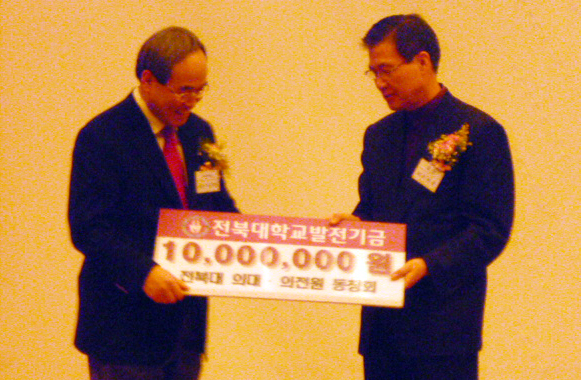 전북대학교발전기금
10,000,000 원
전북대 의대·의전원 동창회